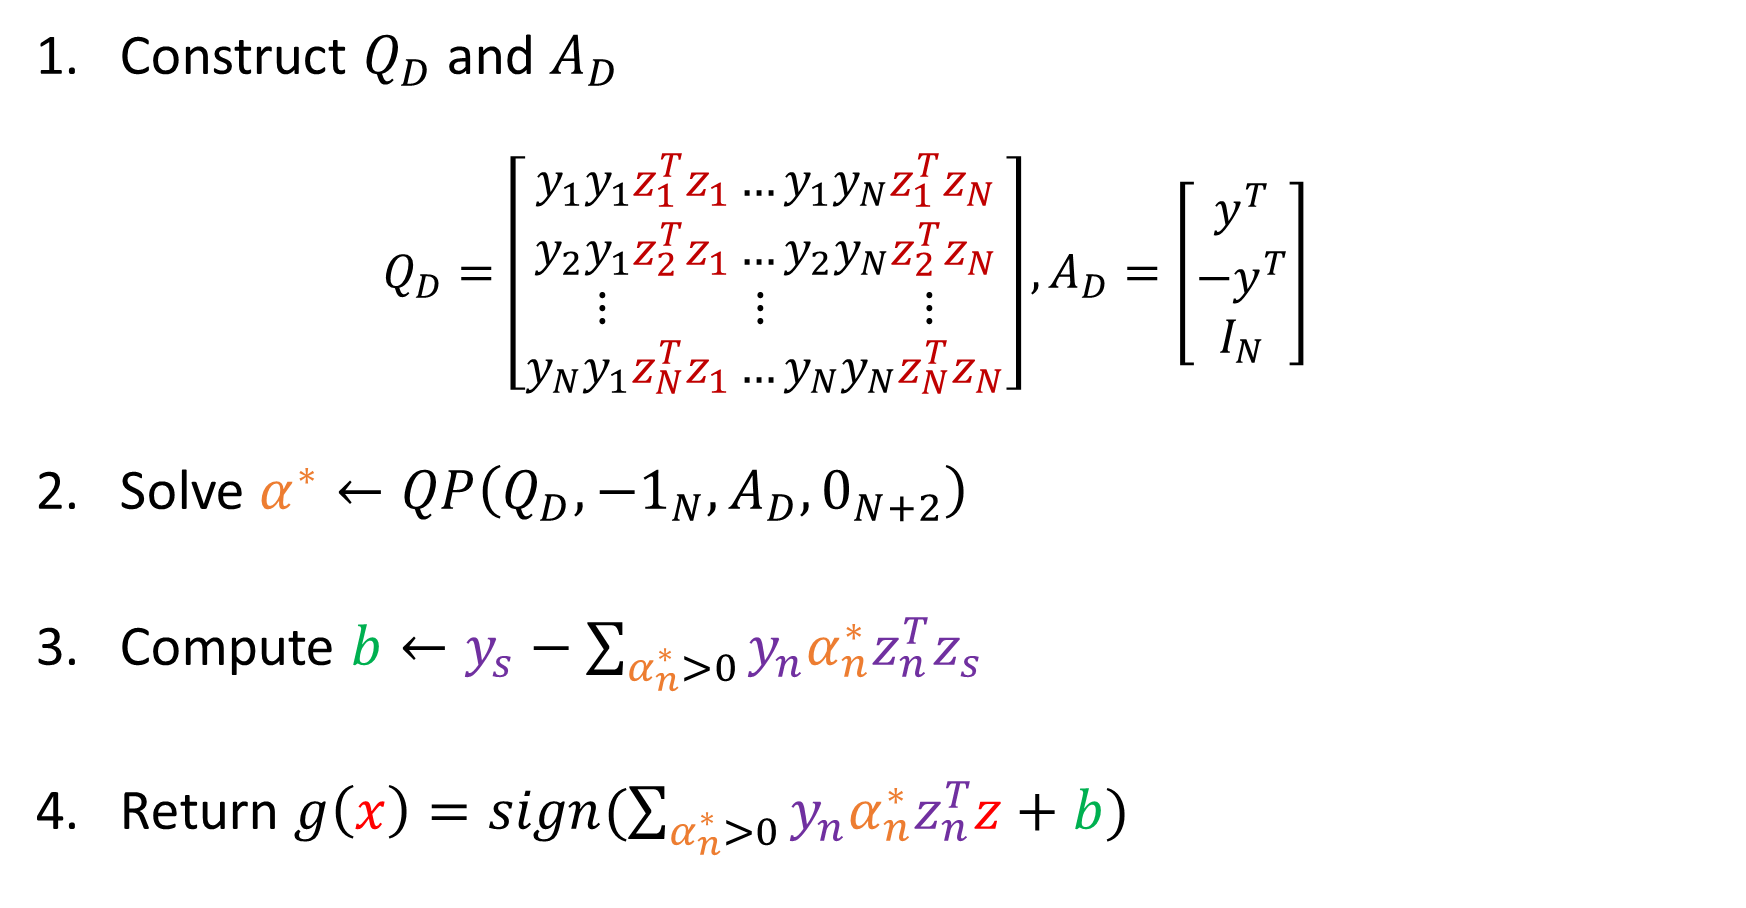 1. Construct Q_D and A_D
Q_D = [ y_1y_1z_1^Tz_1 … y_1y_Nz_1^Tz_N
y_2y_1z_2^Tz_1 … y_2y_Nz_2^Tz_N
⋮ ⋮ ⋮
y_Ny_1z_N^Tz_1 … y_Ny_Nz_N^Tz_N ] , A_D = [ y^T
−y^T
I_N ]
2. Solve α^* ← QP(Q_D, −1_N, A_D, 0_{N+2})
3. Compute b ← y_s − ∑_{α_n^*>0} y_nα_n^*z_n^Tz_s
4. Return g(x) = sign(∑_{α_n^*>0} y_nα_n^*z_n^Tz + b)